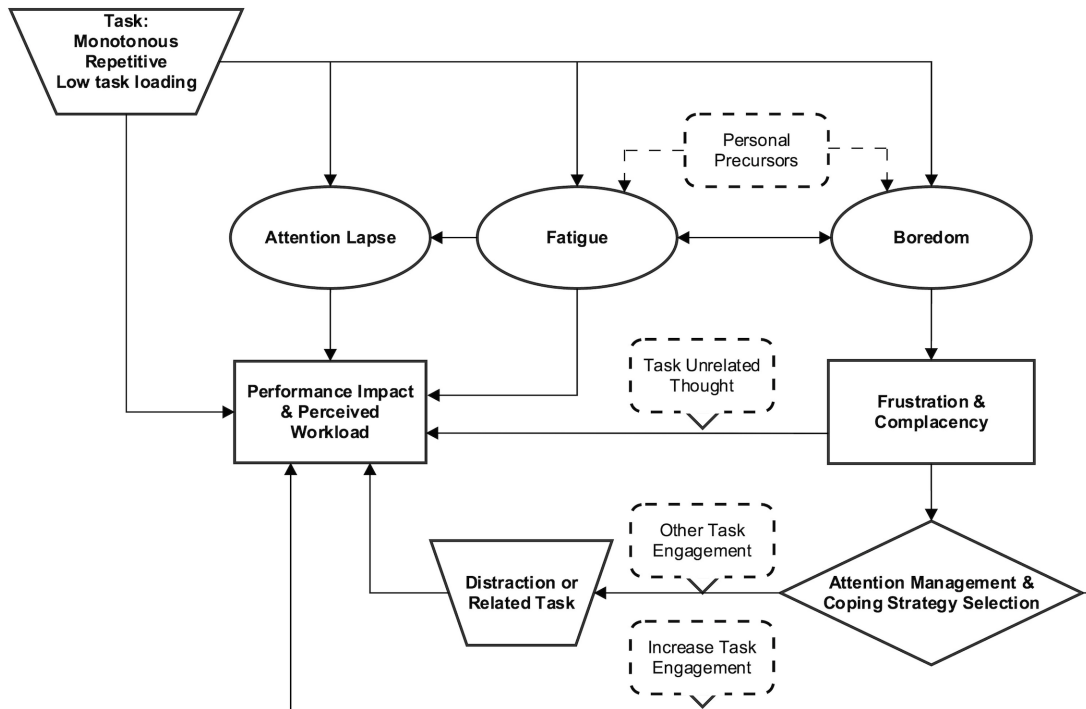 Task:
Monotonous
Repetitive
Low task loading
Personal
Precursors
Attention Lapse
Fatigue
Boredom
Task Unrelated
Thought
Performance Impact
& Perceived
Workload
Frustration &
Complacency
Other Task
Engagement
Distraction or
Related Task
Attention Management &
Coping Strategy Selection
Increase Task
Engagement